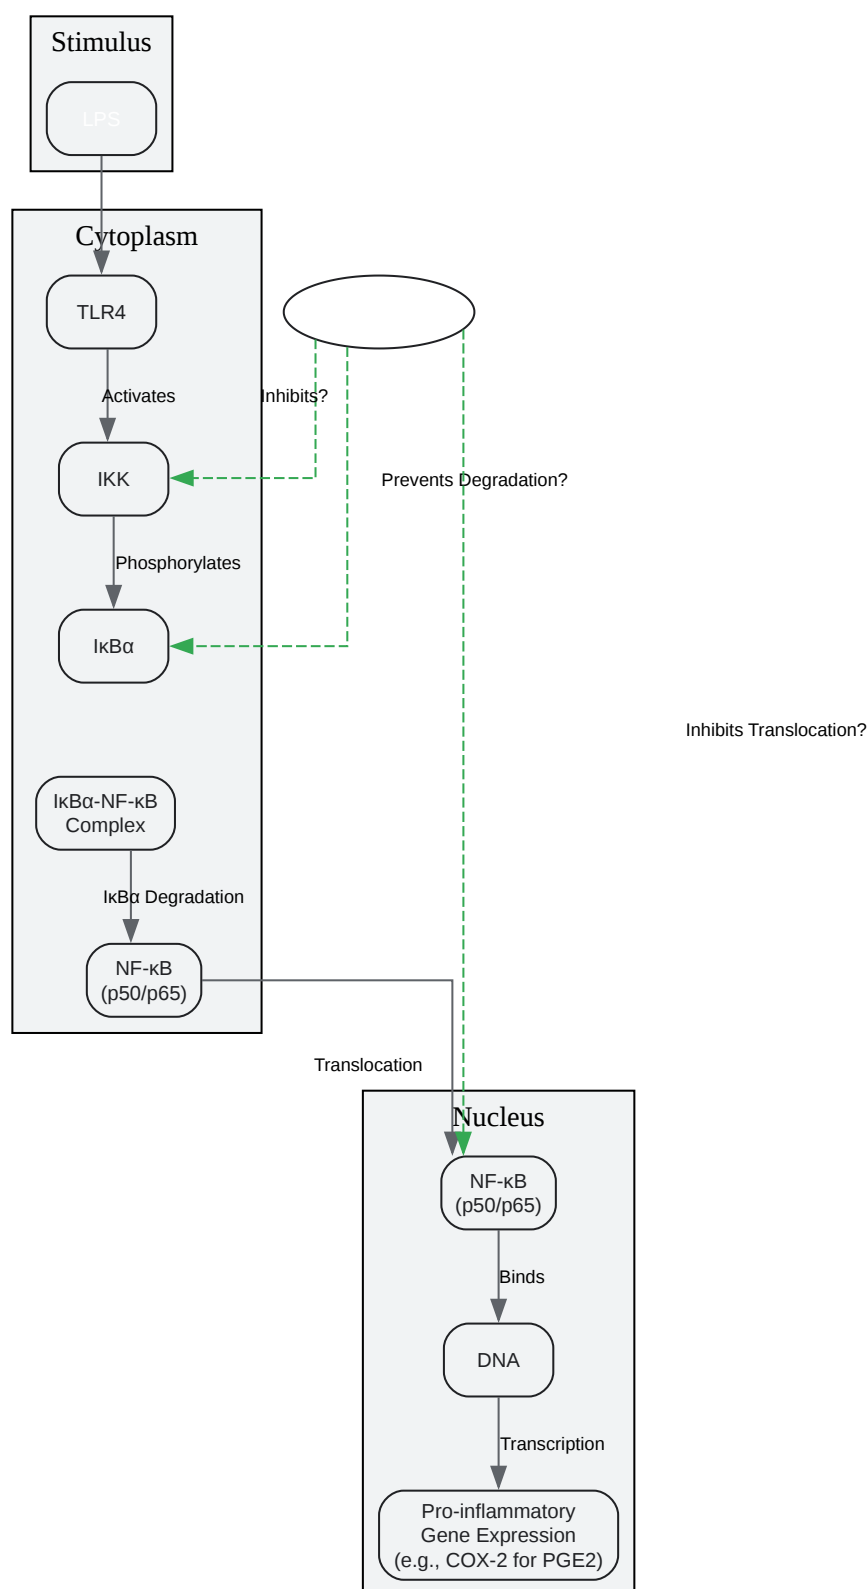 Stimulus
LPS
Cytoplasm
TLR4
Activates
Inhibits?
IKK
Prevents Degradation?
Phosphorylates
IκBα
Inhibits Translocation?
IκBα-NF-κB
Complex
IκBα Degradation
NF-κB
(p50/p65)
Translocation
Nucleus
NF-κB
(p50/p65)
Binds
DNA
Transcription
Pro-inflammatory
Gene Expression
(e.g., COX-2 for PGE2)